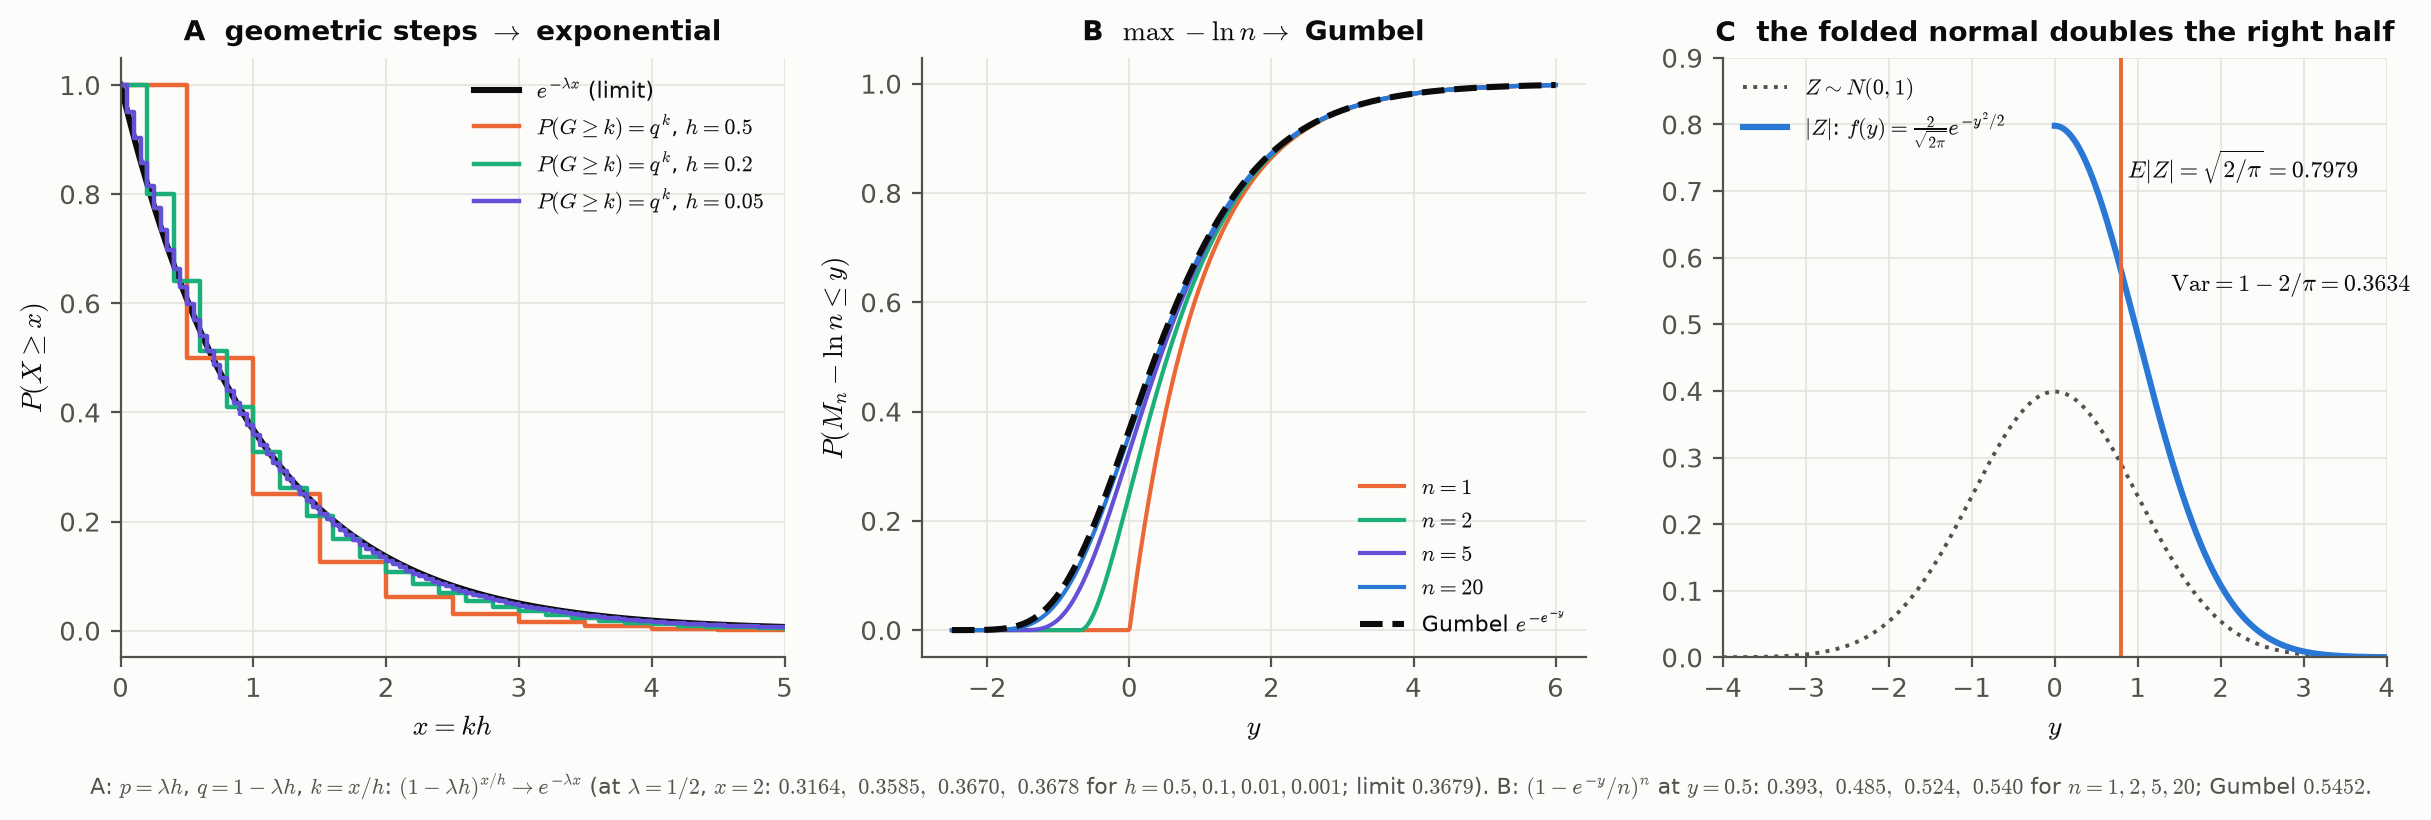 A geometric steps → exponential
P(X ≥ x)
1.0
0.8
0.6
0.4
0.2
0.0
0 1 2 3 4 5
x = kh
e^{−λx} (limit)
P(G ≥ k) = q^k, h = 0.5
P(G ≥ k) = q^k, h = 0.2
P(G ≥ k) = q^k, h = 0.05
B max − ln n → Gumbel
P(M_n − ln n ≤ y)
1.0
0.8
0.6
0.4
0.2
0.0
−2 0 2 4 6
y
n = 1
n = 2
n = 5
n = 20
Gumbel e^{−e^{−y}}
C the folded normal doubles the right half
0.9
0.8
0.7
0.6
0.5
0.4
0.3
0.2
0.1
0.0
−4 −3 −2 −1 0 1 2 3 4
y
Z ∼ N(0, 1)
|Z|: f(y) = \frac{2}{\sqrt{2π}} e^{−y²/2}
E|Z| = √(2/π) = 0.7979
Var = 1 − 2/π = 0.3634
A: p = λh, q = 1 − λh, k = x/h: (1 − λh)^{x/h} → e^{−λx} (at λ = 1/2, x = 2: 0.3164, 0.3585, 0.3670, 0.3678 for h = 0.5, 0.1, 0.01, 0.001; limit 0.3679). B: (1 − e^{−y}/n)^n at y = 0.5: 0.393, 0.485, 0.524, 0.540 for n = 1, 2, 5, 20; Gumbel 0.5452.